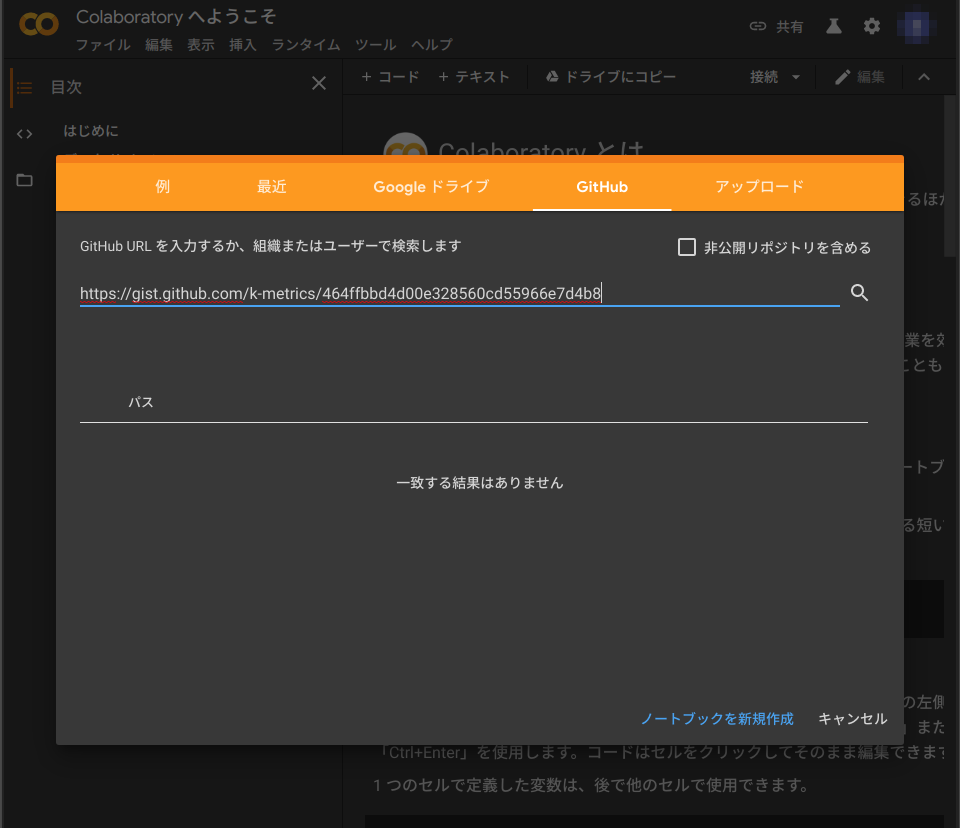 Colaboratory へようこそ
共有
ファイル 編集 表示 挿入 ランタイム ツール ヘルプ
目次
+ コード + テキスト ドライブにコピー 接続 編集
はじめに
Colaboratory とは
るほか
例 最近 Google ドライブ GitHub アップロード
GitHub URL を入力するか、組織またはユーザーで検索します 非公開リポジトリを含める
https://gist.github.com/k-metrics/464ffbbd4d00e328560cd55966e7d4b8
業を効
ことも
パス
ートブ
一致する結果はありません
る短い
の左側
ノートブックを新規作成 キャンセル
また
「Ctrl+Enter」を使用します。コードはセルをクリックしてそのまま編集できます
1 つのセルで定義した変数は、後で他のセルで使用できます。